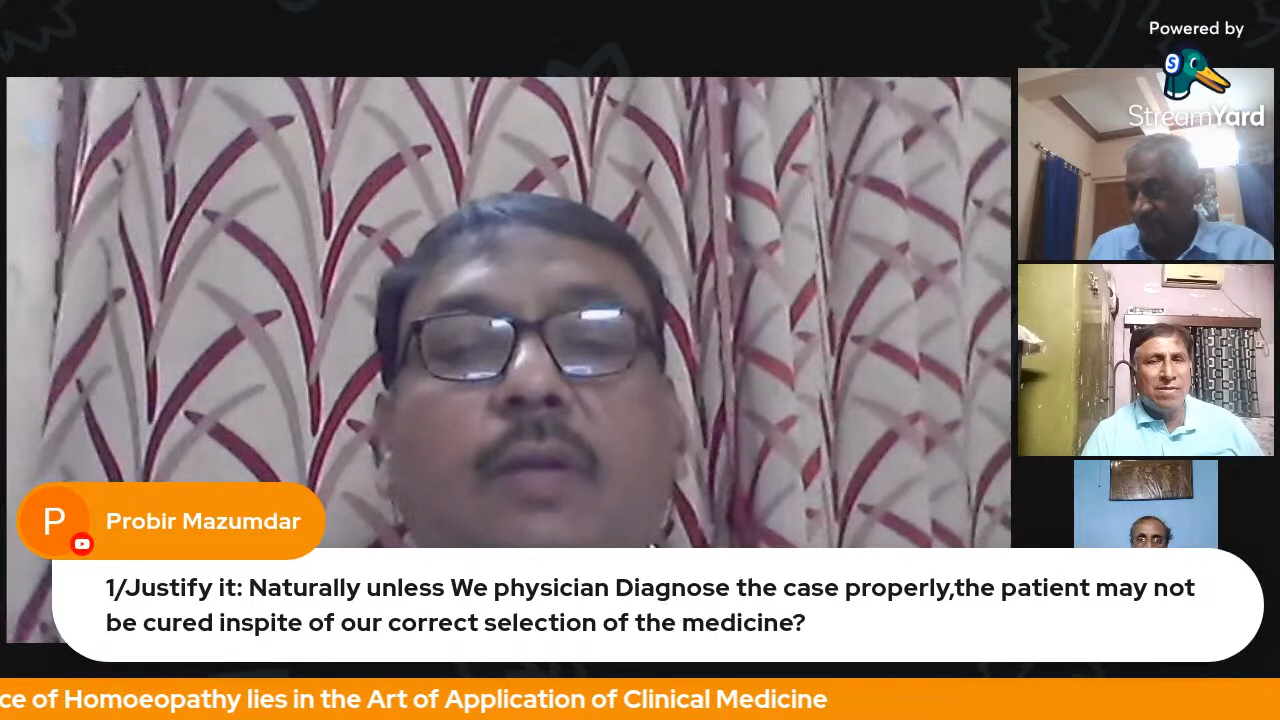 Powered by
StreamYard
P
Probir Mazumdar
1/Justify it: Naturally unless We physician Diagnose the case properly,the patient may not
be cured inspite of our correct selection of the medicine?
ce of Homoeopathy lies in the Art of Application of Clinical Medicine